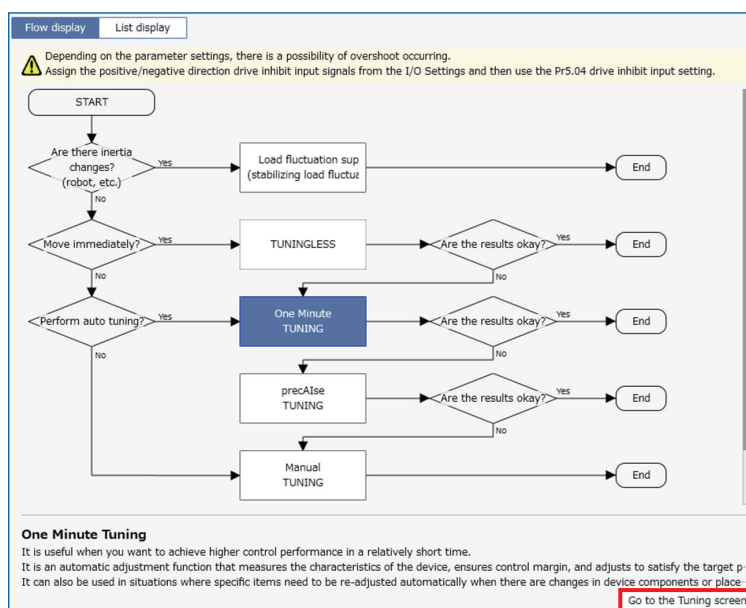 Flow display
List display
Depending on the parameter settings, there is a possibility of overshoot occurring.
Assign the positive/negative direction drive inhibit input signals from the I/O Settings and then use the Pr5.04 drive inhibit input setting.
START
Are there inertia
changes?
(robot, etc.)
Yes
Load fluctuation sup
(stabilizing load fluctua
End
No
Move immediately?
Yes
TUNINGLESS
Are the results okay?
Yes
End
No
No
Perform auto tuning?
Yes
One Minute
TUNING
Are the results okay?
Yes
End
No
No
precAIse
TUNING
Are the results okay?
Yes
End
No
Manual
TUNING
End
One Minute Tuning
It is useful when you want to achieve higher control performance in a relatively short time.
It is an automatic adjustment function that measures the characteristics of the device, ensures control margin, and adjusts to satisfy the target p
It can also be used in situations where specific items need to be re-adjusted automatically when there are changes in device components or place
Go to the Tuning screen